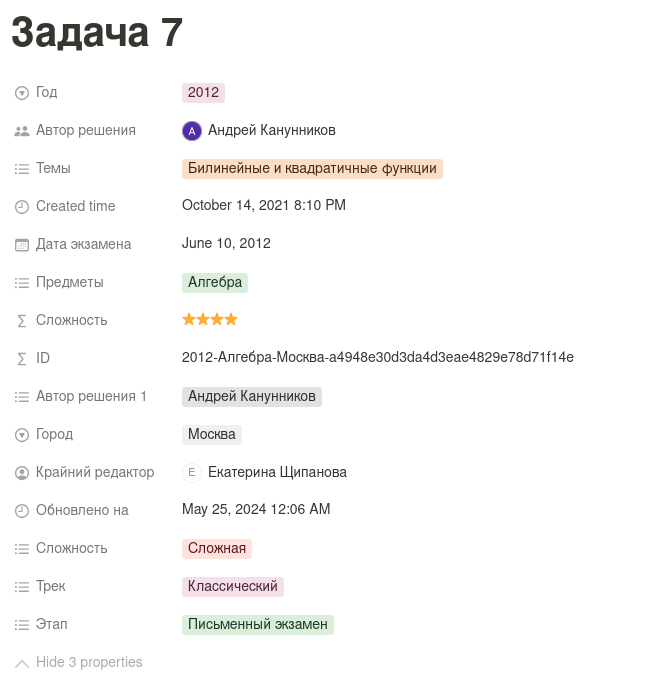 Задача 7
Год 2012
Автор решения А Андрей Канунников
Темы Билинейные и квадратичные функции
Created time October 14, 2021 8:10 PM
Дата экзамена June 10, 2012
Предметы Алгебра
Сложность ⭐⭐⭐⭐
ID 2012-Алгебра-Москва-a4948e30d3da4d3eae4829e78d71f14e
Автор решения 1 Андрей Канунников
Город Москва
Крайний редактор Е Екатерина Щипанова
Обновлено на May 25, 2024 12:06 AM
Сложность Сложная
Трек Классический
Этап Письменный экзамен
Hide 3 properties